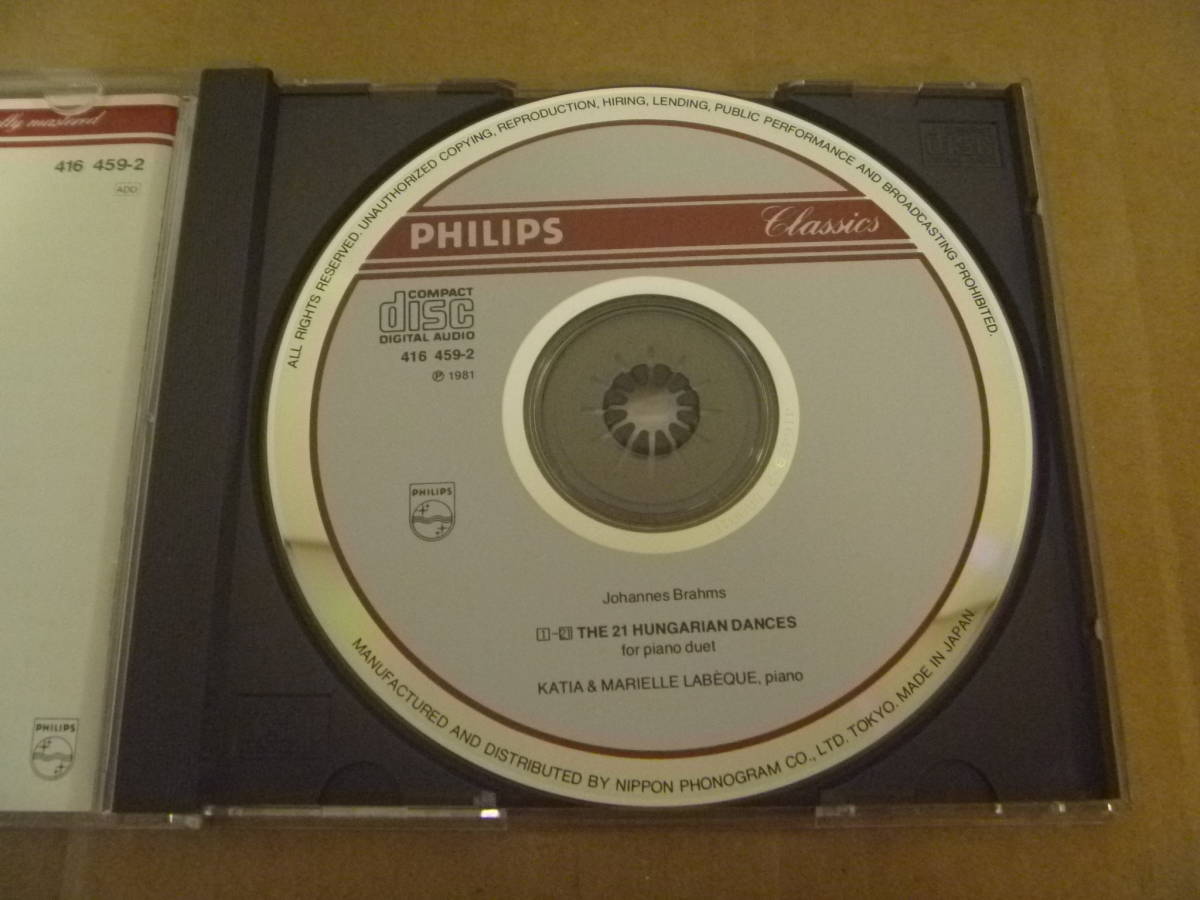 lly mastered
416 459-2
ADD
PHILIPS
ALL RIGHTS RESERVED. UNAUTHORIZED COPYING, REPRODUCTION, HIRING, LENDING, PUBLIC PERFORMANCE AND BROADCASTING PROHIBITED.
PHILIPS Classics
COMPACT
disc
DIGITAL AUDIO
416 459-2
℗ 1981
PHILIPS
Johannes Brahms
1-21 THE 21 HUNGARIAN DANCES
for piano duet
KATIA & MARIELLE LABÈQUE, piano
MANUFACTURED AND DISTRIBUTED BY NIPPON PHONOGRAM CO., LTD. TOKYO. MADE IN JAPAN